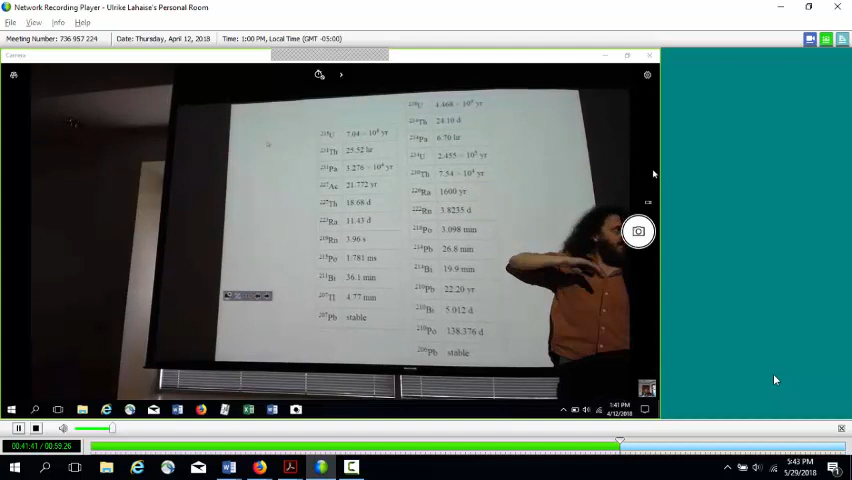 Network Recording Player - Ulrike Lahaise's Personal Room
File View Info Help
Meeting Number: 736 957 224 Date: Thursday, April 12, 2018 Time: 1:00 PM, Local Time (GMT -05:00)
Camera
²³⁵U 7.04 × 10⁸ yr
²³¹Th 25.52 hr
²³¹Pa 3.276 × 10⁴ yr
²²⁷Ac 21.772 yr
²²⁷Th 18.68 d
²²³Ra 11.43 d
²¹⁹Rn 3.96 s
²¹⁵Po 1.781 ms
²¹¹Bi 36.1 min
²⁰⁷Tl 4.77 min
²⁰⁷Pb stable
²³⁸U 4.468 × 10⁹ yr
²³⁴Th 24.10 d
²³⁴Pa 6.70 hr
²³⁴U 2.455 × 10⁵ yr
²³⁰Th 7.54 × 10⁴ yr
²²⁶Ra 1600 yr
²²²Rn 3.8235 d
²¹⁸Po 3.098 min
²¹⁴Pb 26.8 min
²¹⁴Bi 19.9 min
²¹⁰Pb 22.20 yr
²¹⁰Bi 5.012 d
²¹⁰Po 138.376 d
²⁰⁶Pb stable
1:41 PM
4/12/2018
00:41:41 / 00:59:26
5:43 PM
5/29/2018